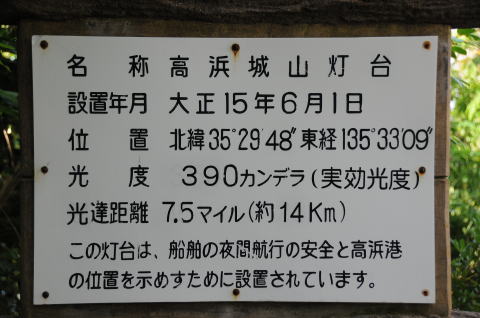 名称 高浜城山灯台
設置年月 大正15年6月1日
位置 北緯35°29′48″東経135°33′09″
光度 390カンデラ(実効光度)
光達距離 7.5マイル(約14Km)
この灯台は、船舶の夜間航行の安全と高浜港
の位置を示めすために設置されています。